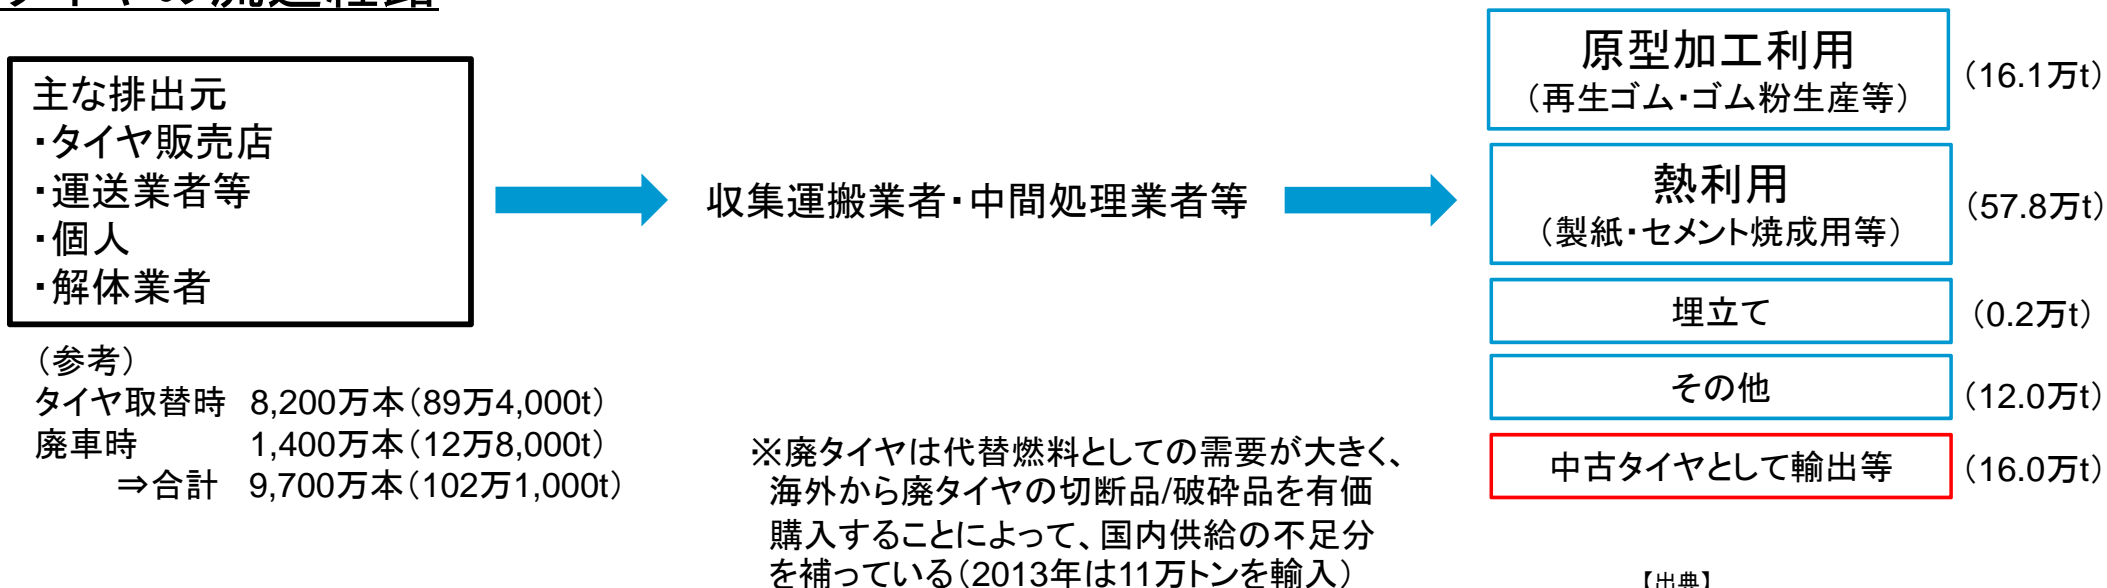 主な排出元
・タイヤ販売店
・運送業者等
・個人
・解体業者
(参考)
タイヤ取替時 8,200万本(89万4,000t)
廃車時 1,400万本(12万8,000t)
⇒合計 9,700万本(102万1,000t)
収集運搬業者・中間処理業者等
※廃タイヤは代替燃料としての需要が大きく、
海外から廃タイヤの切断品/破砕品を有価
購入することによって、国内供給の不足分
を補っている(2013年は11万トンを輸入)
原型加工利用
(再生ゴム・ゴム粉生産等)
(16.1万t)
熱利用
(製紙・セメント焼成用等)
(57.8万t)
埋立て
(0.2万t)
その他
(12.0万t)
中古タイヤとして輸出等
(16.0万t)
【出典】